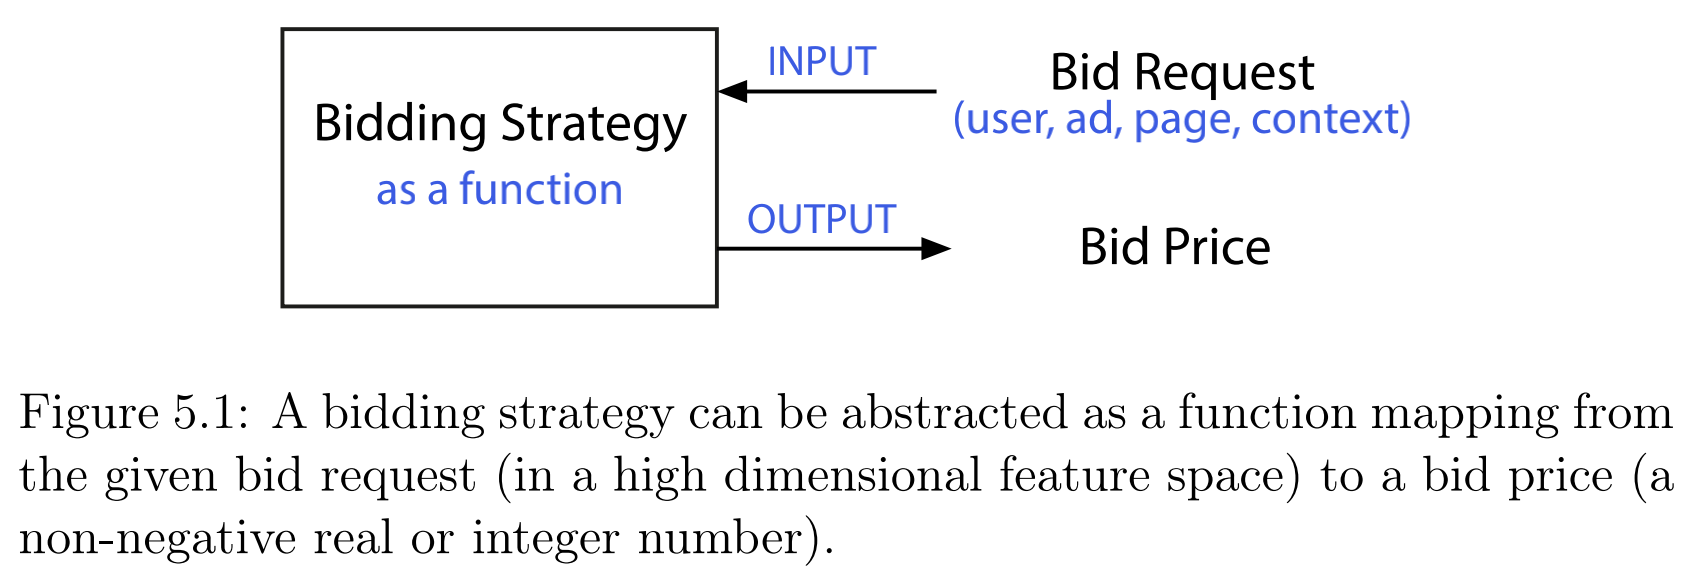 Bidding Strategy
as a function
INPUT
Bid Request
(user, ad, page, context)
OUTPUT
Bid Price
Figure 5.1: A bidding strategy can be abstracted as a function mapping from
the given bid request (in a high dimensional feature space) to a bid price (a
non-negative real or integer number).